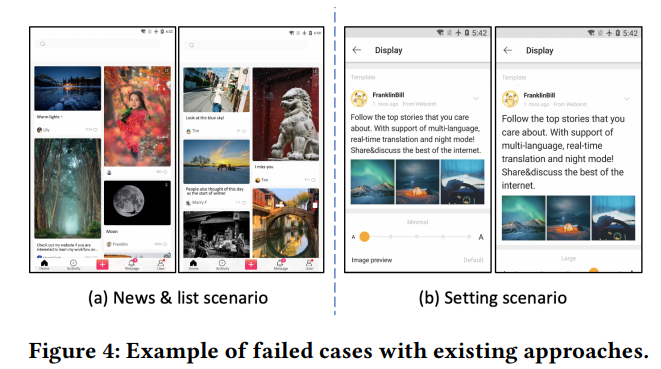 5:42
5:42
Warm lights ~
Lily
Moon
Franklin
Check out my website if you are
interested to learn my workflow as
Home
Activity
Message
User
Look at the blue sky!
Tim
I miss you
Tim
People also thought of this day
as the start of winter
Marry F
Home
Activity
Message
User
Display
Template
FranklinBill
1 mins ago
Follow the top stories that you care
about. With support of multi-language,
real-time translation and night mode!
Share&discuss the best of the internet.
Minimal
A
A
Image preview
Default
Display
Template
FranklinBill
1 mins ago
Follow the top stories that you
care about. With support of
multi-language, real-time
translation and night mode!
Share&discuss the best of the
internet.
Large
(a) News & list scenario
(b) Setting scenario
Figure 4: Example of failed cases with existing approaches.